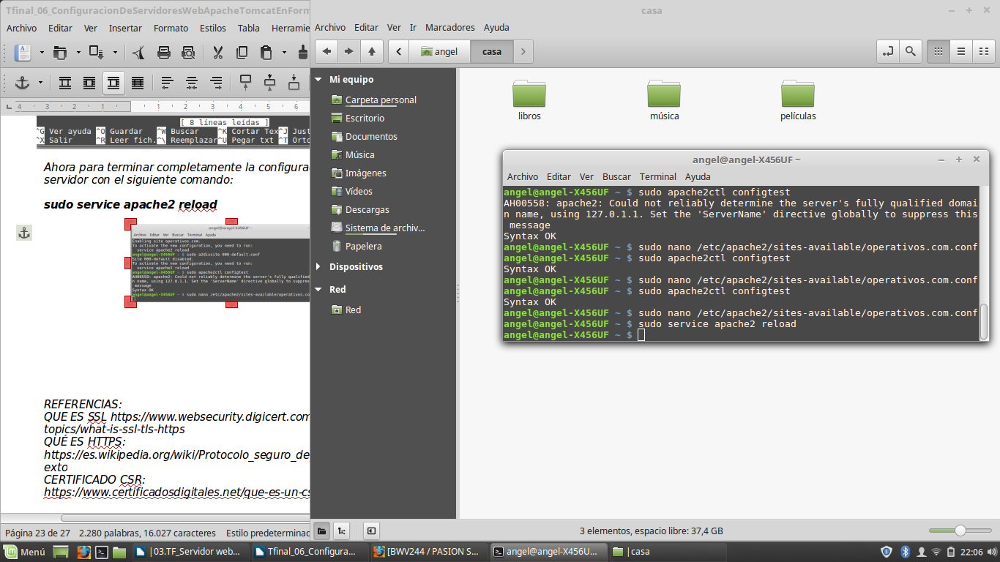 Tfinal_06_ConfiguracionDeServidoresWebApacheTomcatEnForm
Archivo Editar Ver Insertar Formato Estilos Tabla Herramie
4 3 2 1 1 2 3 4 5 6
[ 8 líneas leídas ]
^G Ver ayuda ^O Guardar ^W Buscar ^K Cortar Tex^J Just
^X Salir ^R Leer fich.^\ Reemplazar^U Pegar txt ^T Orto
Ahora para terminar completamente la configurac
servidor con el siguiente comando:
sudo service apache2 reload
angel@angel-X456UF ~
Archivo Editar Ver Buscar Terminal Ayuda
Enabling site operativos.com.
To activate the new configuration, you need to run:
service apache2 reload
angel@angel-X456UF ~ $ sudo a2dissite 000-default.conf
Site 000-default disabled.
To activate the new configuration, you need to run:
service apache2 reload
angel@angel-X456UF ~ $ sudo apache2ctl configtest
AH00558: apache2: Could not reliably determine the server's fully qualified
n name, using 127.0.1.1. Set the 'ServerName' directive globally to suppress
message
Syntax OK
angel@angel-X456UF ~ $ sudo nano /etc/apache2/sites-available/operativos.co
REFERENCIAS:
QUE ES SSL https://www.websecurity.digicert.com
topics/what-is-ssl-tls-https
QUÉ ES HTTPS:
https://es.wikipedia.org/wiki/Protocolo_seguro_de
exto
CERTIFICADO CSR:
https://www.certificadosdigitales.net/que-es-un-cs
Página 23 de 27 2.280 palabras, 16.027 caracteres Estilo predeterminac
casa
Archivo Editar Ver Ir Marcadores Ayuda
angel casa
Mi equipo
Carpeta personal
Escritorio
Documentos
Música
Imágenes
Vídeos
Descargas
Sistema de archiv...
Papelera
Dispositivos
Red
Red
libros música películas
3 elementos, espacio libre: 37,4 GB
angel@angel-X456UF ~
Archivo Editar Ver Buscar Terminal Ayuda
angel@angel-X456UF ~ $ sudo apache2ctl configtest
AH00558: apache2: Could not reliably determine the server's fully qualified domai
n name, using 127.0.1.1. Set the 'ServerName' directive globally to suppress this
message
Syntax OK
angel@angel-X456UF ~ $ sudo nano /etc/apache2/sites-available/operativos.com.conf
angel@angel-X456UF ~ $ sudo apache2ctl configtest
Syntax OK
angel@angel-X456UF ~ $ sudo nano /etc/apache2/sites-available/operativos.com.conf
angel@angel-X456UF ~ $ sudo apache2ctl configtest
Syntax OK
angel@angel-X456UF ~ $ sudo nano /etc/apache2/sites-available/operativos.com.conf
angel@angel-X456UF ~ $ sudo service apache2 reload
angel@angel-X456UF ~ $
Menú 03.TF_Servidor web... Tfinal_06_Configura... [BWV244 / PASION S... angel@angel-X456U... casa 22:06